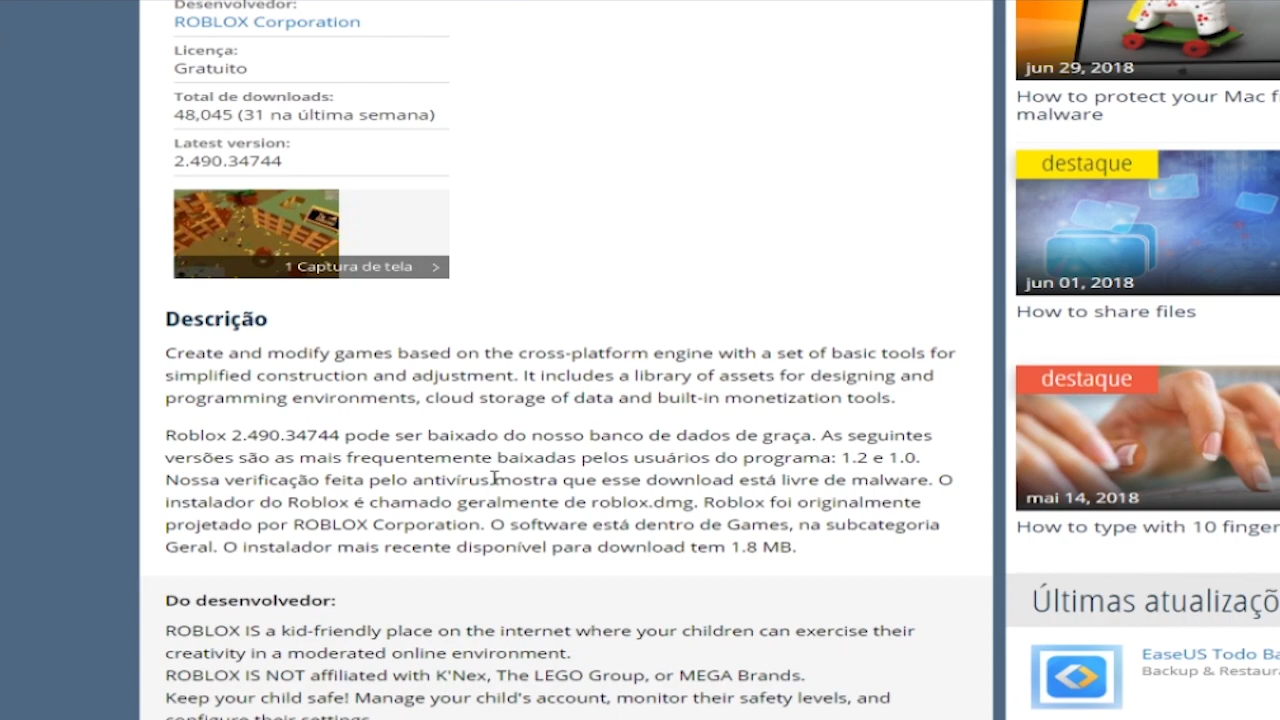 Desenvolvedor:
ROBLOX Corporation
Licença:
Gratuito
Total de downloads:
48,045 (31 na última semana)
Latest version:
2.490.34744
1 Captura de tela >
Descrição
Create and modify games based on the cross-platform engine with a set of basic tools for
simplified construction and adjustment. It includes a library of assets for designing and
programming environments, cloud storage of data and built-in monetization tools.
Roblox 2.490.34744 pode ser baixado do nosso banco de dados de graça. As seguintes
versões são as mais frequentemente baixadas pelos usuários do programa: 1.2 e 1.0.
Nossa verificação feita pelo antivírus mostra que esse download está livre de malware. O
instalador do Roblox é chamado geralmente de roblox.dmg. Roblox foi originalmente
projetado por ROBLOX Corporation. O software está dentro de Games, na subcategoria
Geral. O instalador mais recente disponível para download tem 1.8 MB.
Do desenvolvedor:
ROBLOX IS a kid-friendly place on the internet where your children can exercise their
creativity in a moderated online environment.
ROBLOX IS NOT affiliated with K'Nex, The LEGO Group, or MEGA Brands.
Keep your child safe! Manage your child's account, monitor their safety levels, and
configure their settings.
jun 29, 2018
How to protect your Mac f
malware
destaque
jun 01, 2018
How to share files
destaque
mai 14, 2018
How to type with 10 finger
Últimas atualizaçõ
EaseUS Todo Ba
Backup & Restaura